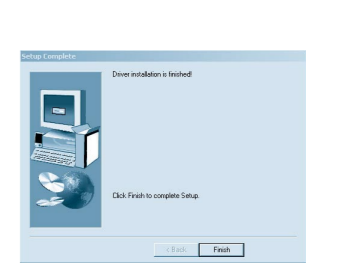 Setup Complete
Driver installation is finished!
Click Finish to complete Setup.
< Back
Finish